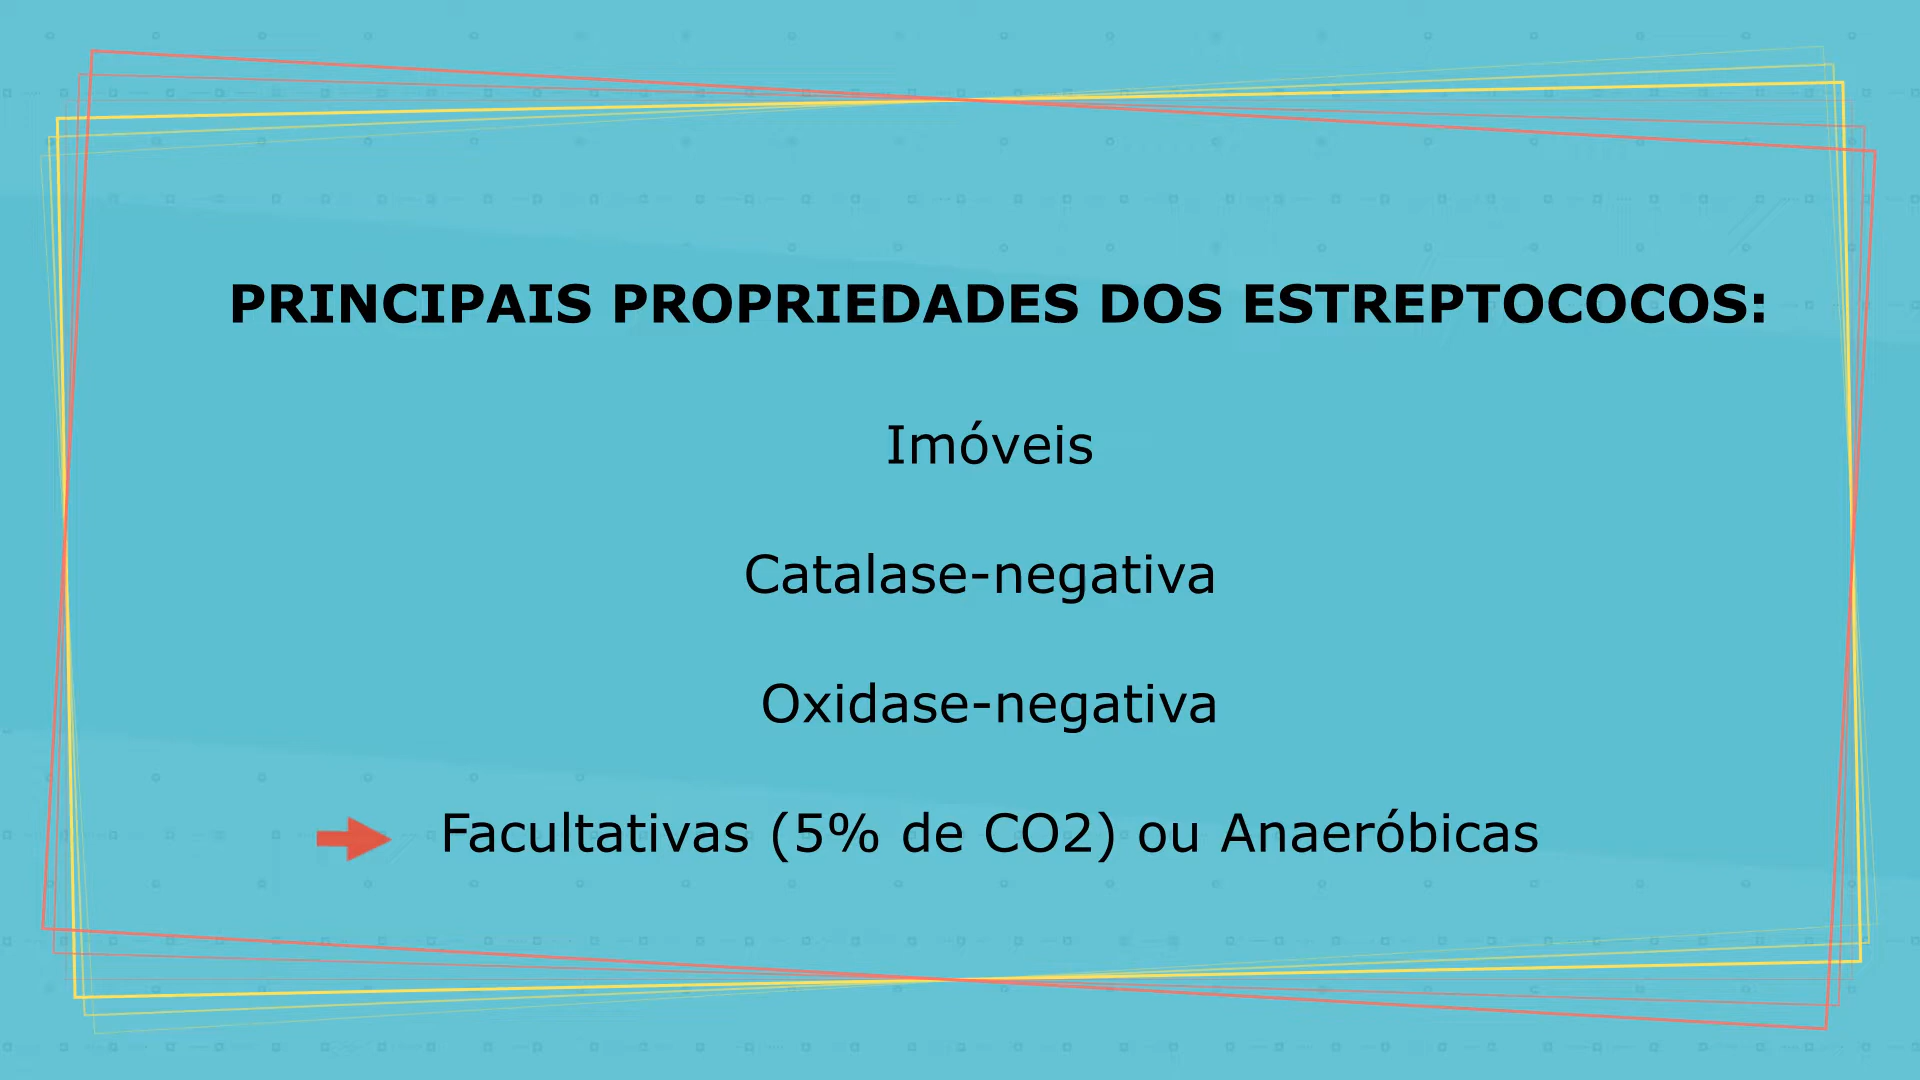 PRINCIPAIS PROPRIEDADES DOS ESTREPTOCOCOS:
Imóveis
Catalase-negativa
Oxidase-negativa
Facultativas (5% de CO2) ou Anaeróbicas